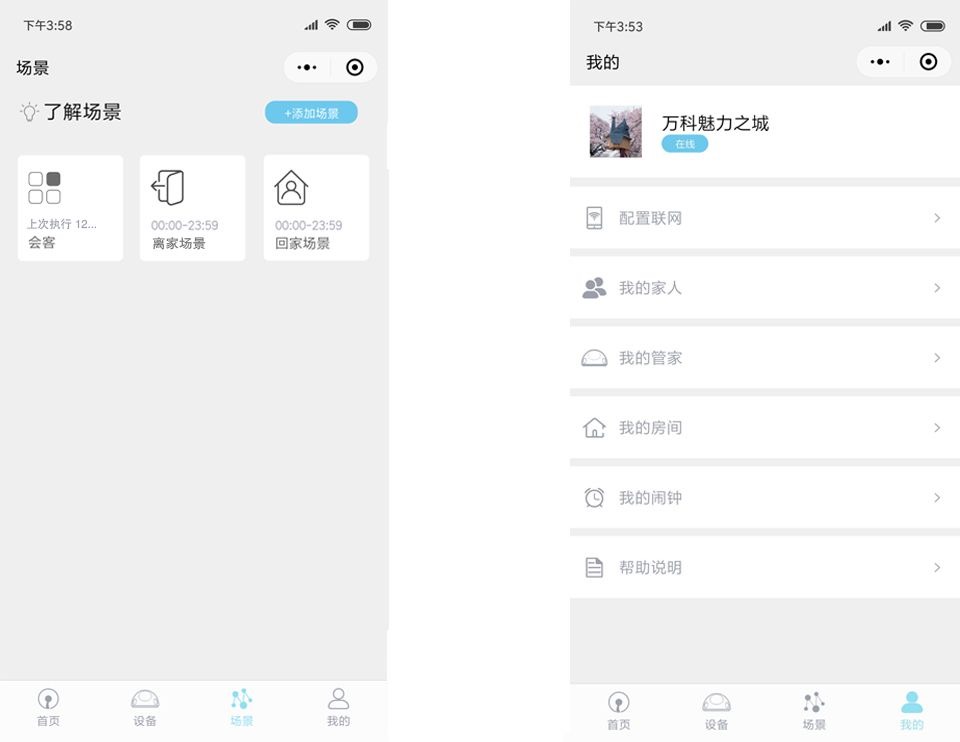 下午3:58
场景
了解场景
+添加场景
上次执行 12...
会客
00:00-23:59
离家场景
00:00-23:59
回家场景
首页
设备
场景
我的
下午3:53
我的
万科魅力之城
在线
配置联网
我的家人
我的管家
我的房间
我的闹钟
帮助说明
首页
设备
场景
我的